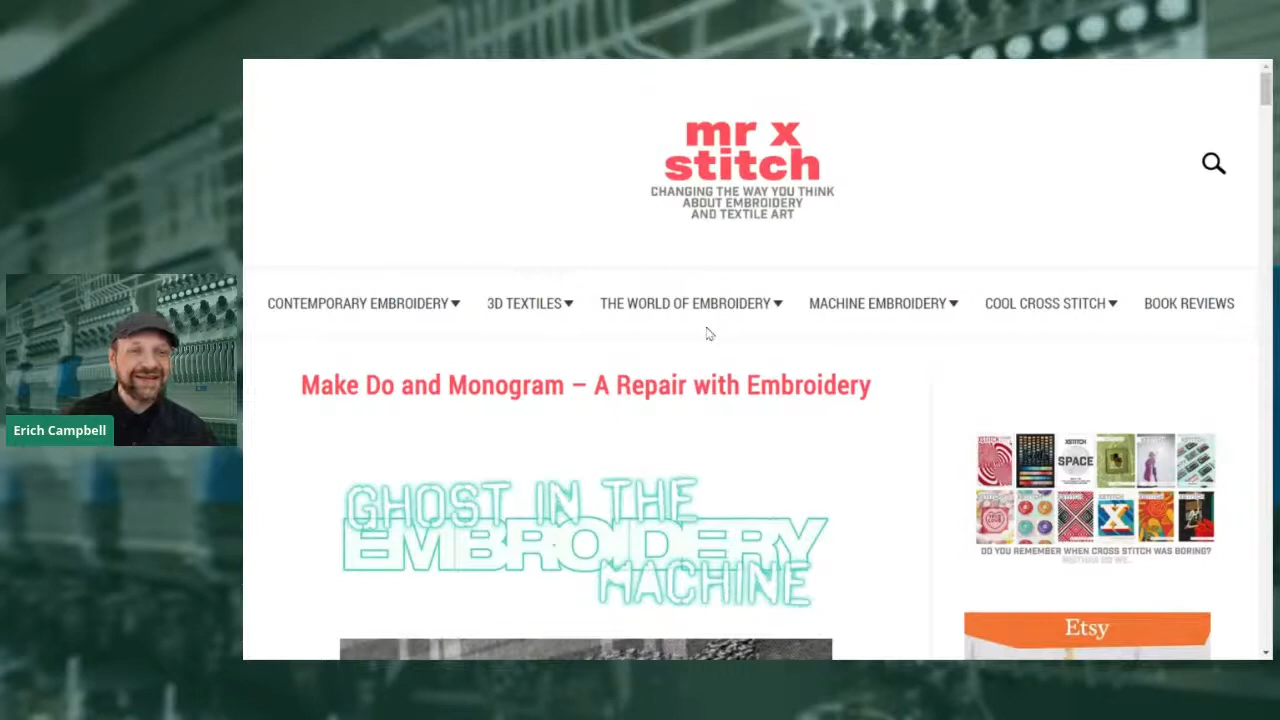 mr x
stitch
CHANGING THE WAY YOU THINK
ABOUT EMBROIDERY
AND TEXTILE ART
CONTEMPORARY EMBROIDERY
3D TEXTILES
THE WORLD OF EMBROIDERY
MACHINE EMBROIDERY
COOL CROSS STITCH
BOOK REVIEWS
Make Do and Monogram – A Repair with Embroidery
GHOST IN THE
EMBROIDERY
MACHINE
XSTITCH
SPACE
DO YOU REMEMBER WHEN CROSS STITCH WAS BORING?
Etsy
Erich Campbell